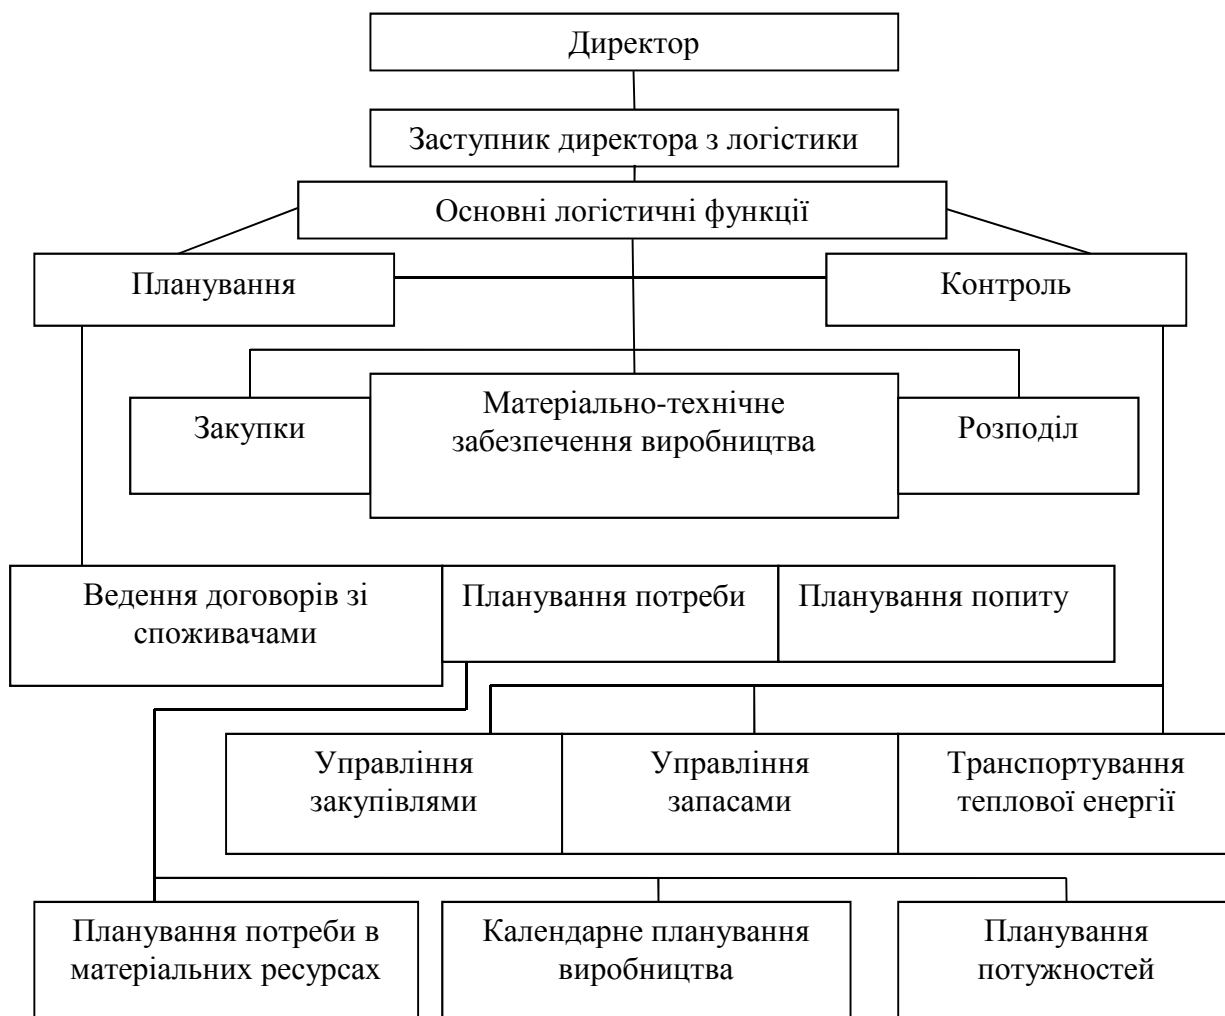 Директор
Заступник директора з логістики
Основні логістичні функції
Планування
Контроль
Закупки
Матеріально-технічне
забезпечення виробництва
Розподіл
Ведення договорів зі
споживачами
Планування потреби
Планування попиту
Управління
закупівлями
Управління
запасами
Транспортування
теплової енергії
Планування потреби в
матеріальних ресурсах
Календарне планування
виробництва
Планування
потужностей